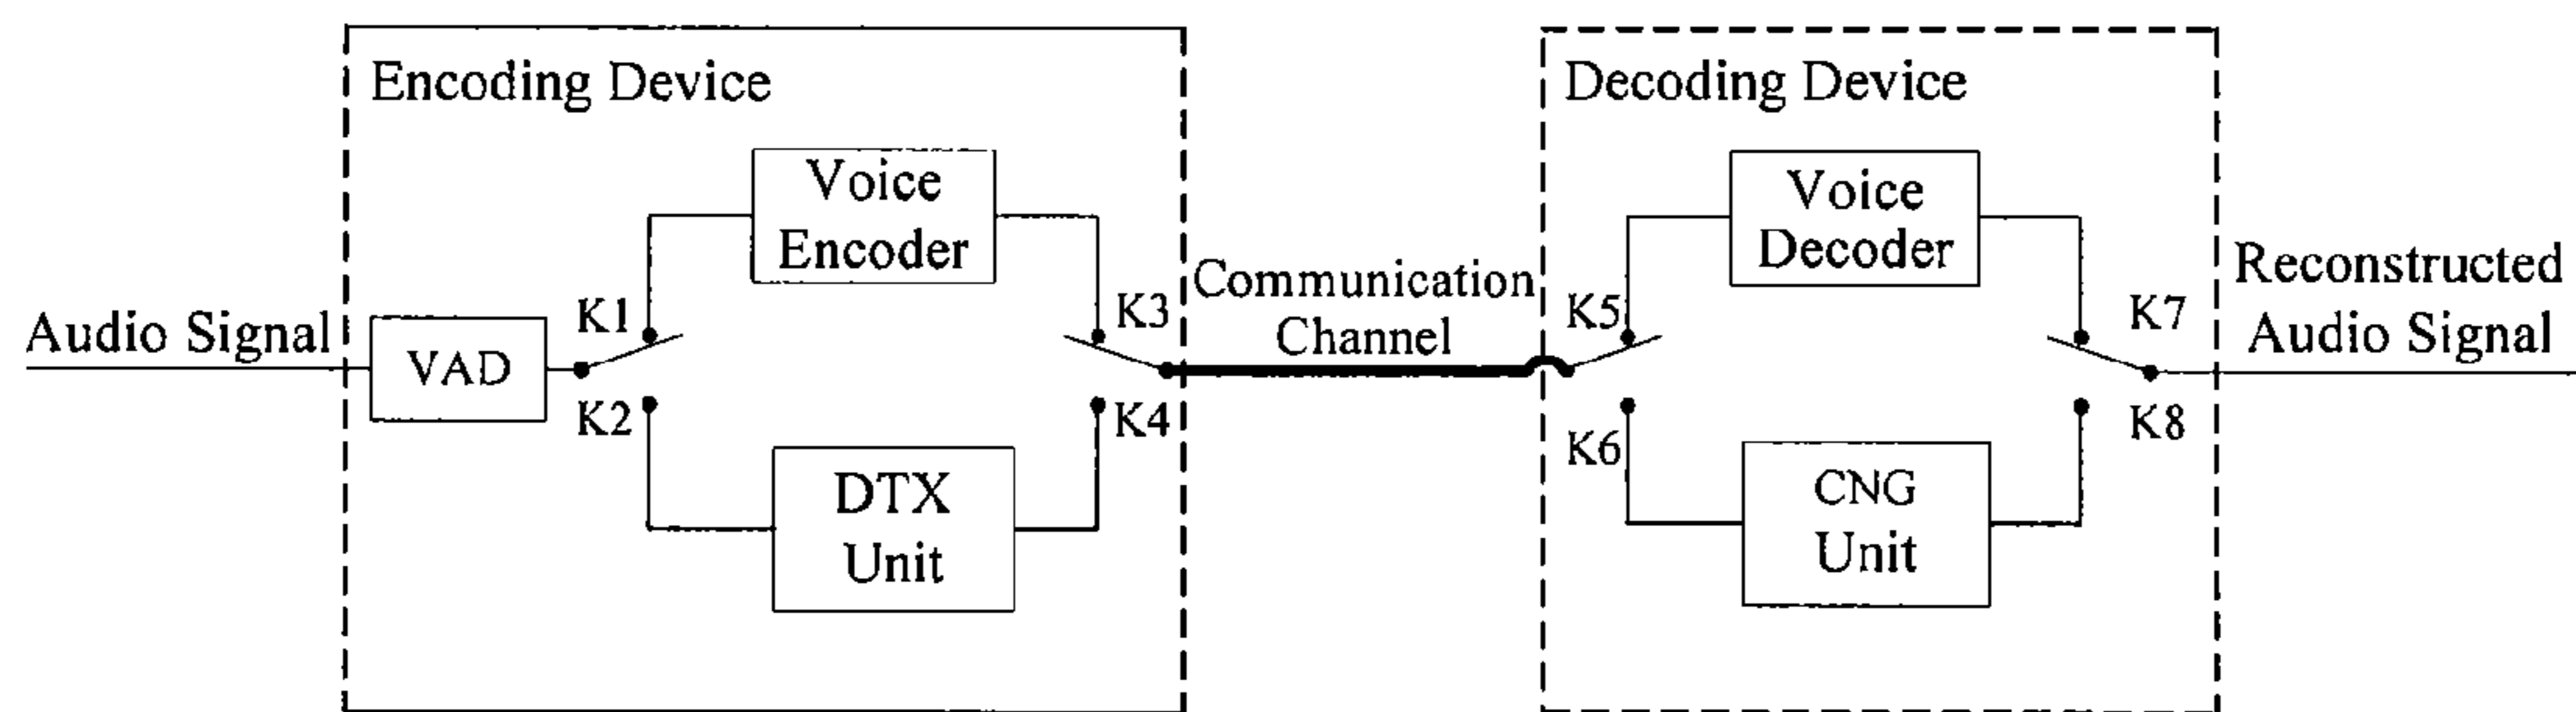 Encoding Device
Decoding Device
Voice
Encoder
Voice
Decoder
Audio Signal
VAD
K1
K2
K3
K4
Communication
Channel
K5
K6
K7
K8
Reconstructed
Audio Signal
DTX
Unit
CNG
Unit